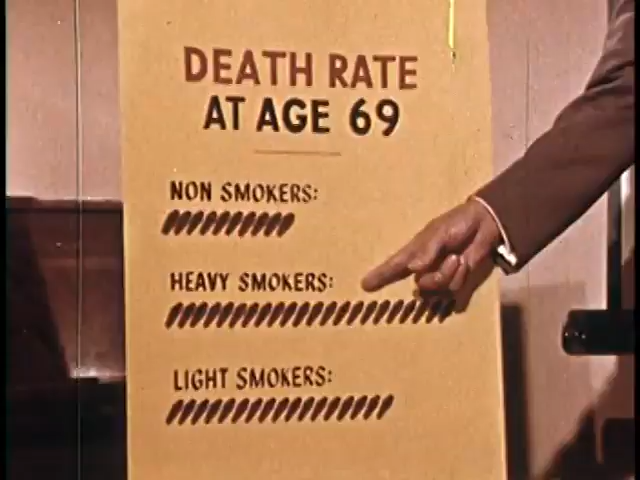 DEATH RATE
AT AGE 69
NON SMOKERS:
HEAVY SMOKERS:
LIGHT SMOKERS: